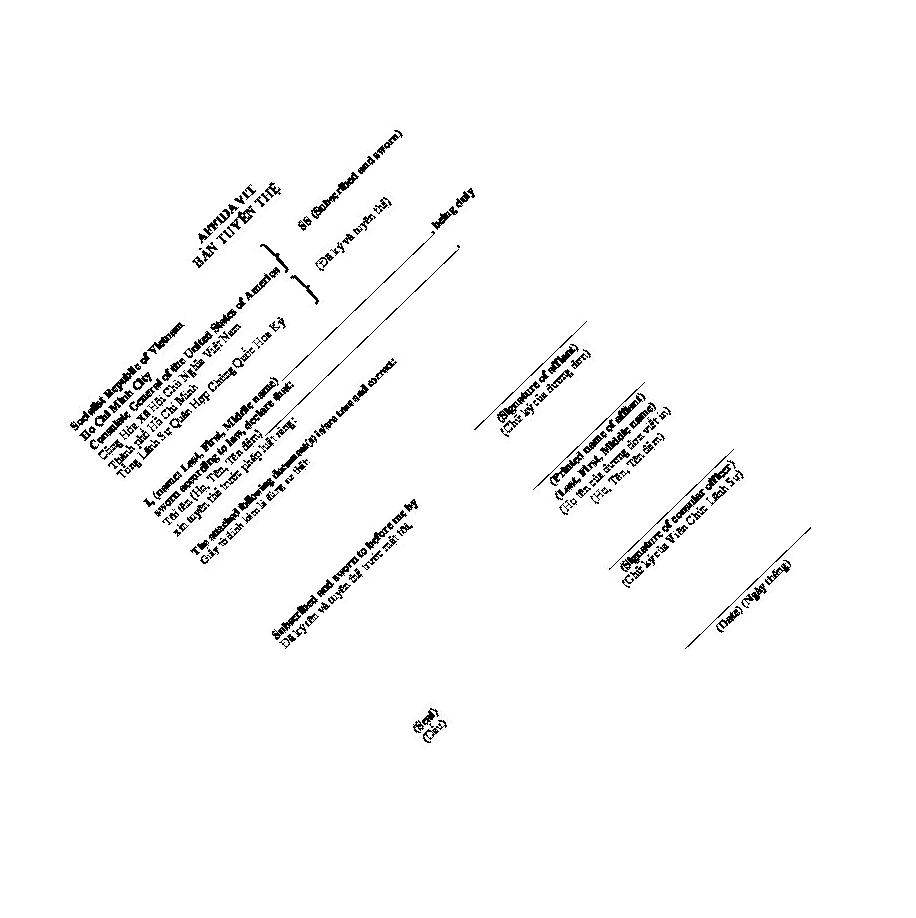 AFFIDAVIT
BẢN TUYÊN THỆ
Socialist Republic of Vietnam
Ho Chi Minh City
Consulate General of the United States of America
SS (Subscribed and sworn)
Cộng Hòa Xã Hội Chủ Nghĩa Việt Nam
Thành phố Hồ Chí Minh
Tổng Lãnh Sự Quán Hợp Chủng Quốc Hoa Kỳ
(Đã ký và tuyên thệ)
I, (name: Last, First, Middle name) , being duly
sworn according to law, declare that:
Tôi tên (Họ, Tên, Tên đệm) ,
xin tuyên thệ trước pháp luật rằng:
The attached following document(s) is/are true and correct:
Giấy tờ đính kèm là đúng sự thật:
(Signature of affiant)
(Chữ ký của đương đơn)
(Printed name of affiant)
(Last, First, Middle name)
(Họ tên của đương đơn viết in)
(Họ, Tên, Tên đệm)
Subscribed and sworn to before me by
Đã ký tên và tuyên thệ trước mặt tôi,
(Signature of consular officer)
(Chữ ký của Viên Chức Lãnh Sự)
(Date) (Ngày tháng)
(Seal)
(Dấu)